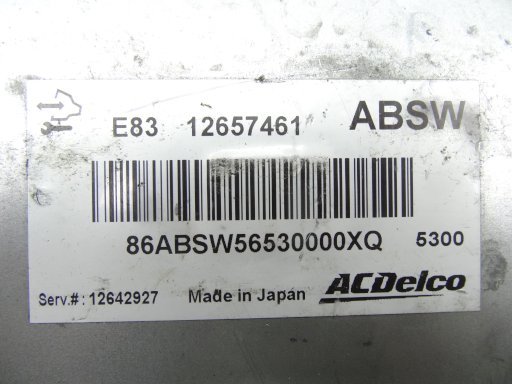 E83 12657461 ABSW
86ABSW56530000XQ 5300
Serv.#: 12642927 Made in Japan ACDelco